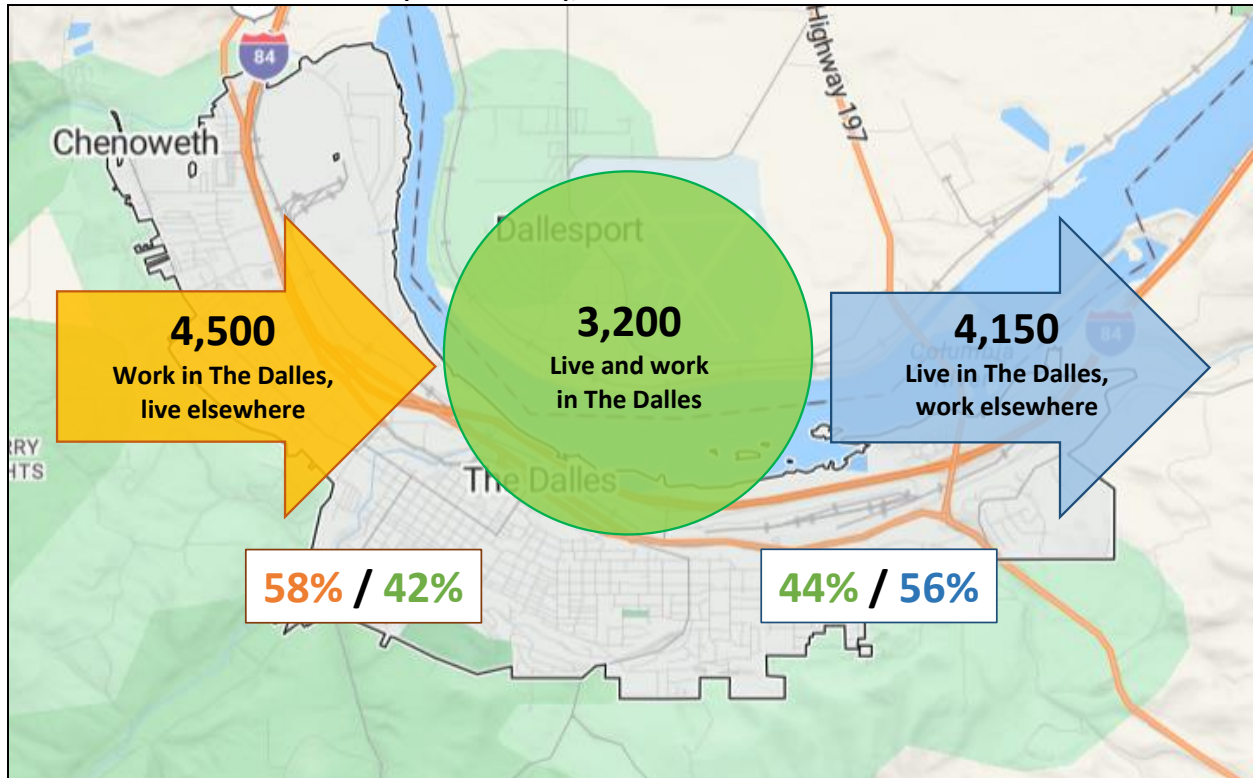 84
Highway 197
Chenoweth
Dallesport
4,500
Work in The Dalles,
live elsewhere
3,200
Live and work
in The Dalles
4,150
Live in The Dalles,
work elsewhere
84
Columbia
RRY
HTS
The Dalles
58% / 42%
44% / 56%